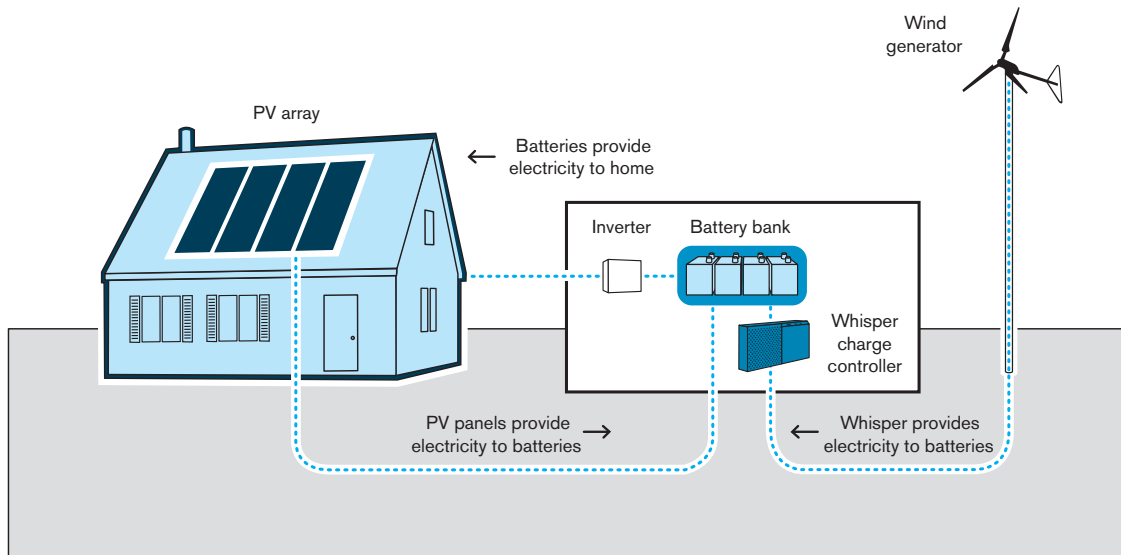 Wind
generator
PV array
Batteries provide
electricity to home
Inverter
Battery bank
Whisper
charge
controller
PV panels provide
electricity to batteries
Whisper provides
electricity to batteries